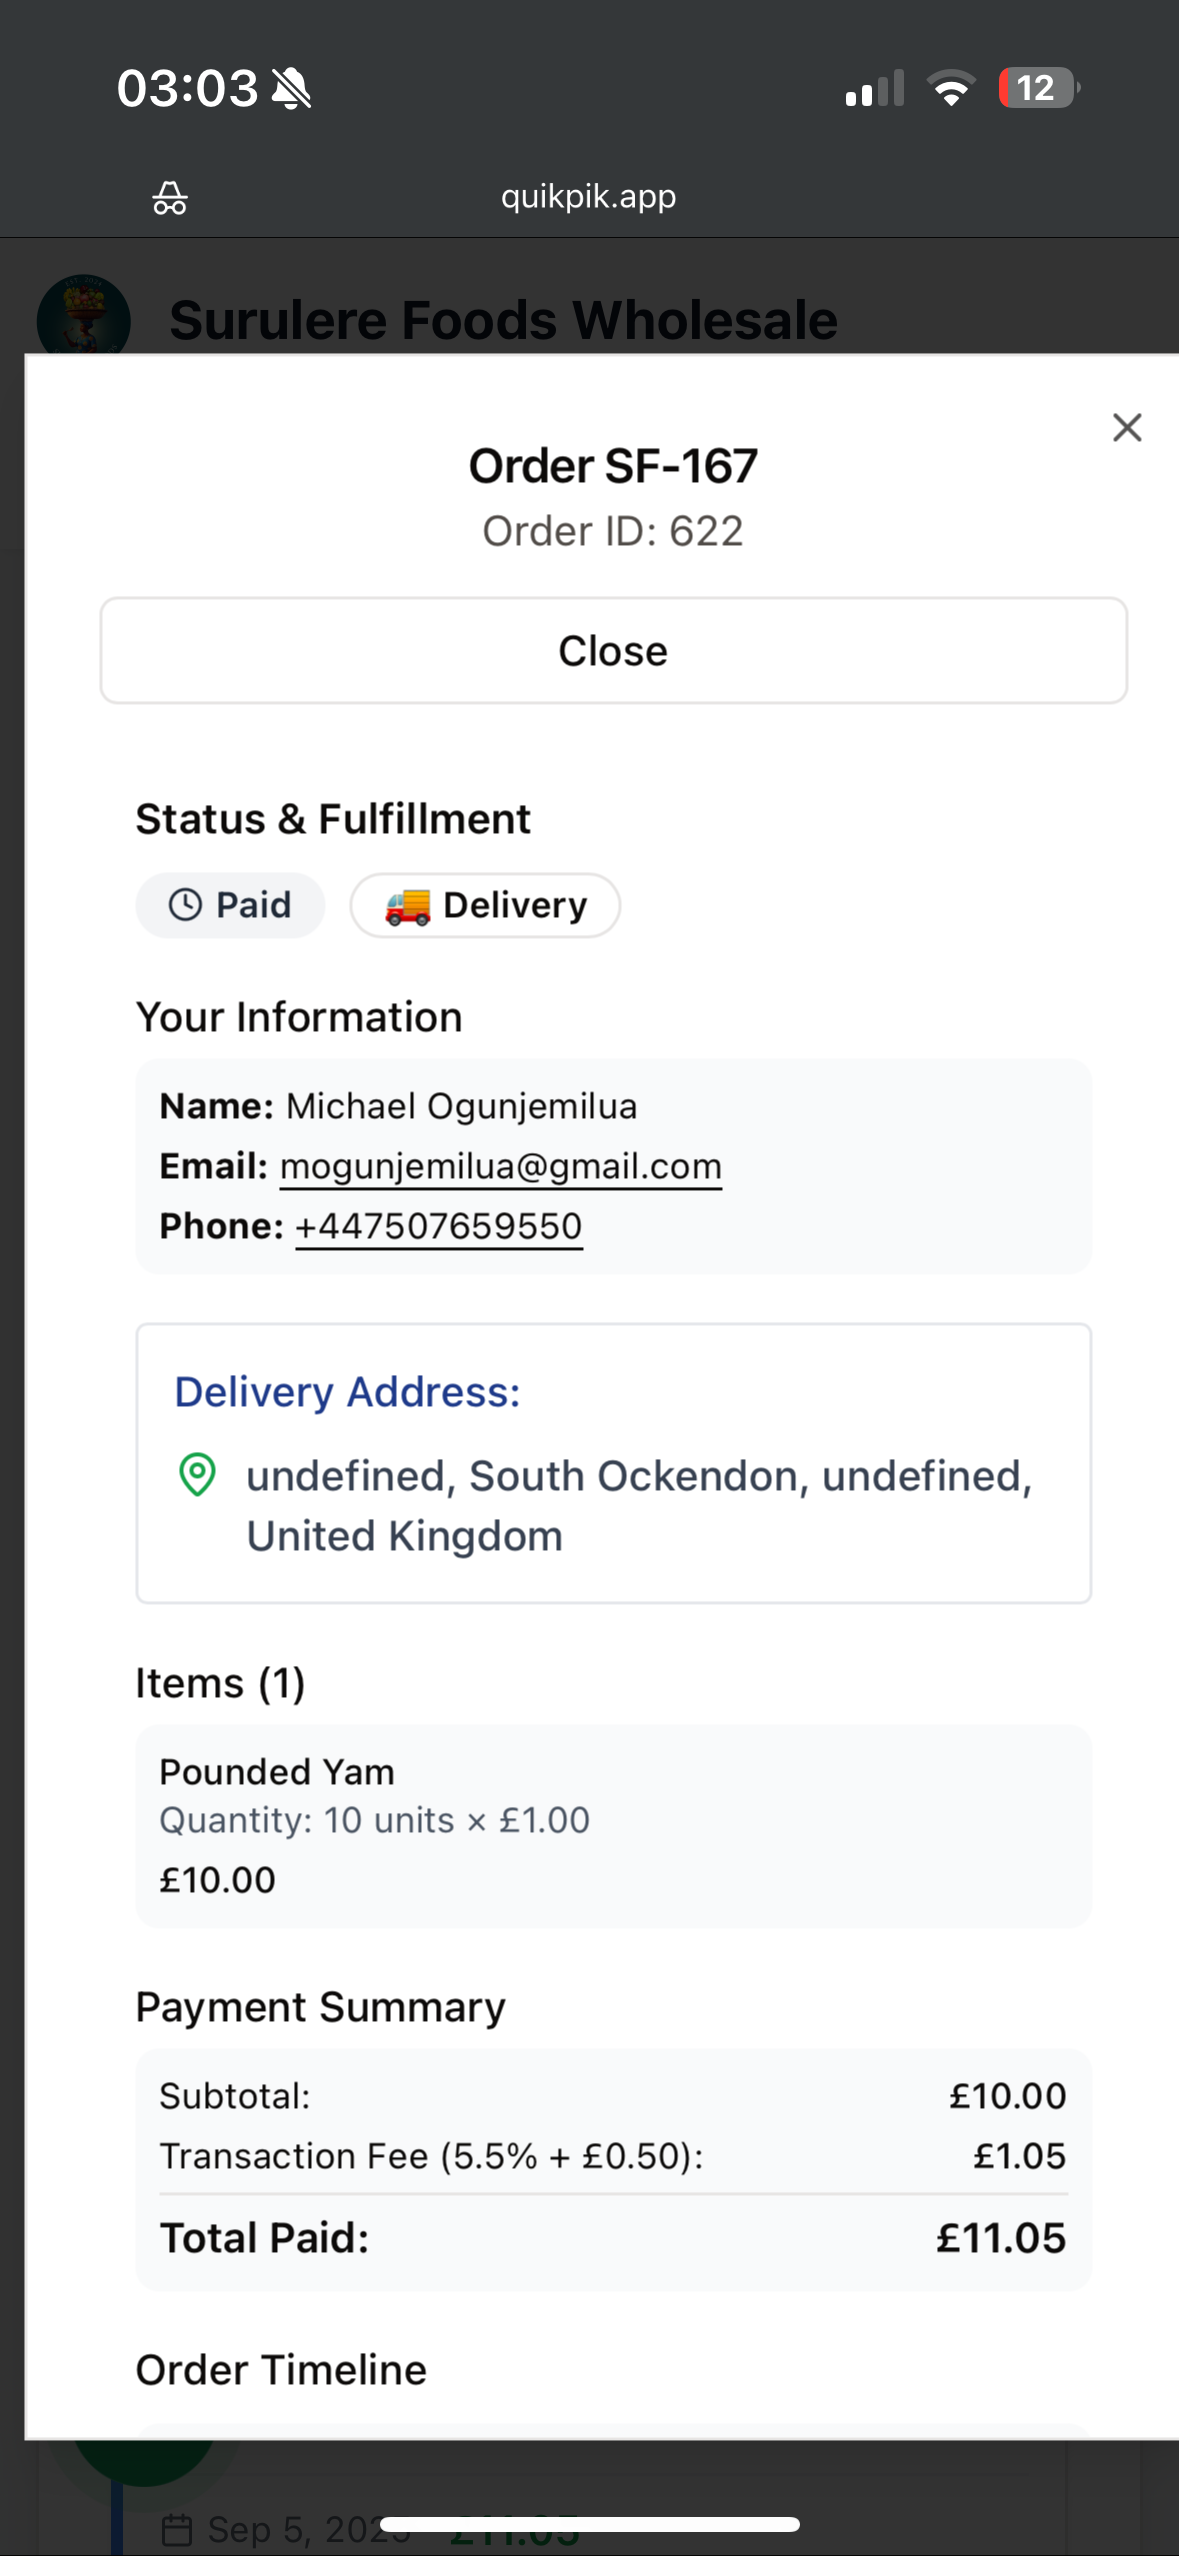 03:03
12
quikpik.app
Surulere Foods Wholesale
Order SF-167
Order ID: 622
Close
Status & Fulfillment
Paid
Delivery
Your Information
Name: Michael Ogunjemilua
Email: mogunjemilua@gmail.com
Phone: +447507659550
Delivery Address:
undefined, South Ockendon, undefined,
United Kingdom
Items (1)
Pounded Yam
Quantity: 10 units × £1.00
£10.00
Payment Summary
Subtotal: £10.00
Transaction Fee (5.5% + £0.50): £1.05
Total Paid: £11.05
Order Timeline
Sep 5, 2025 £11.05